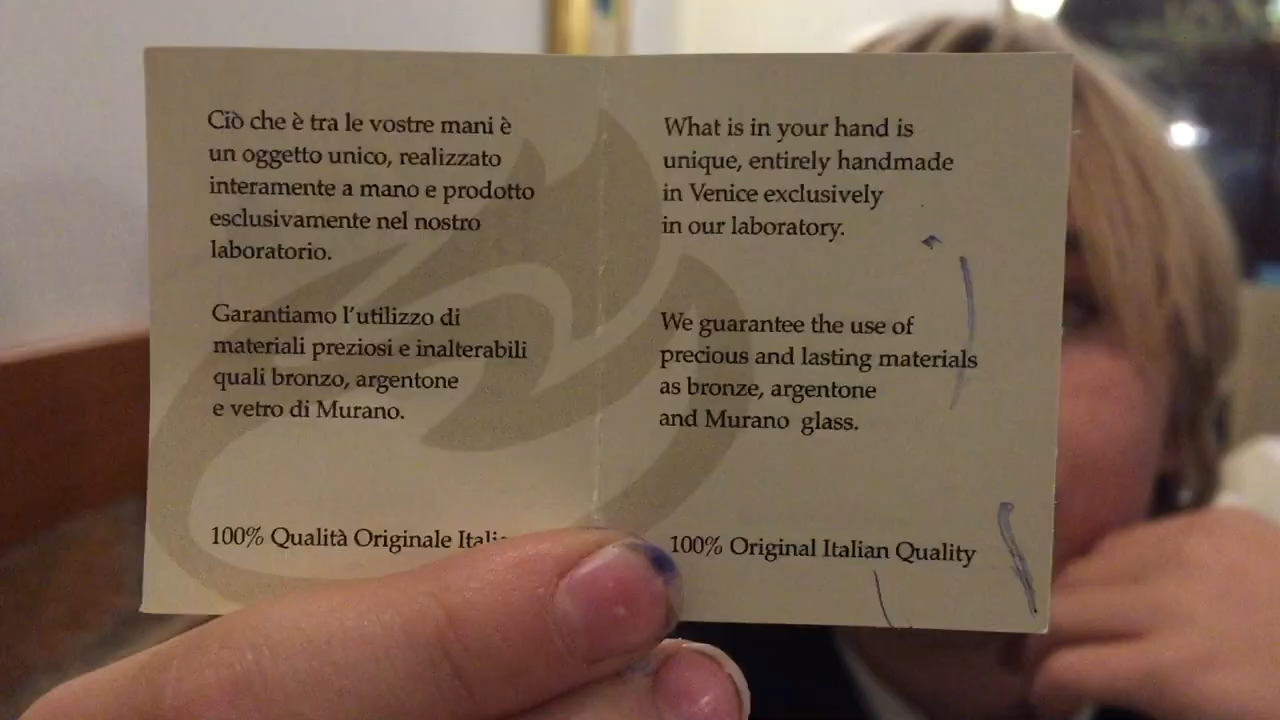 Ciò che è tra le vostre mani è
un oggetto unico, realizzato
interamente a mano e prodotto
esclusivamente nel nostro
laboratorio.
Garantiamo l'utilizzo di
materiali preziosi e inalterabili
quali bronzo, argentone
e vetro di Murano.
100% Qualità Originale
What is in your hand is
unique, entirely handmade
in Venice exclusively
in our laboratory.
We guarantee the use of
precious and lasting materials
as bronze, argentone
and Murano glass.
100% Original Italian Quality